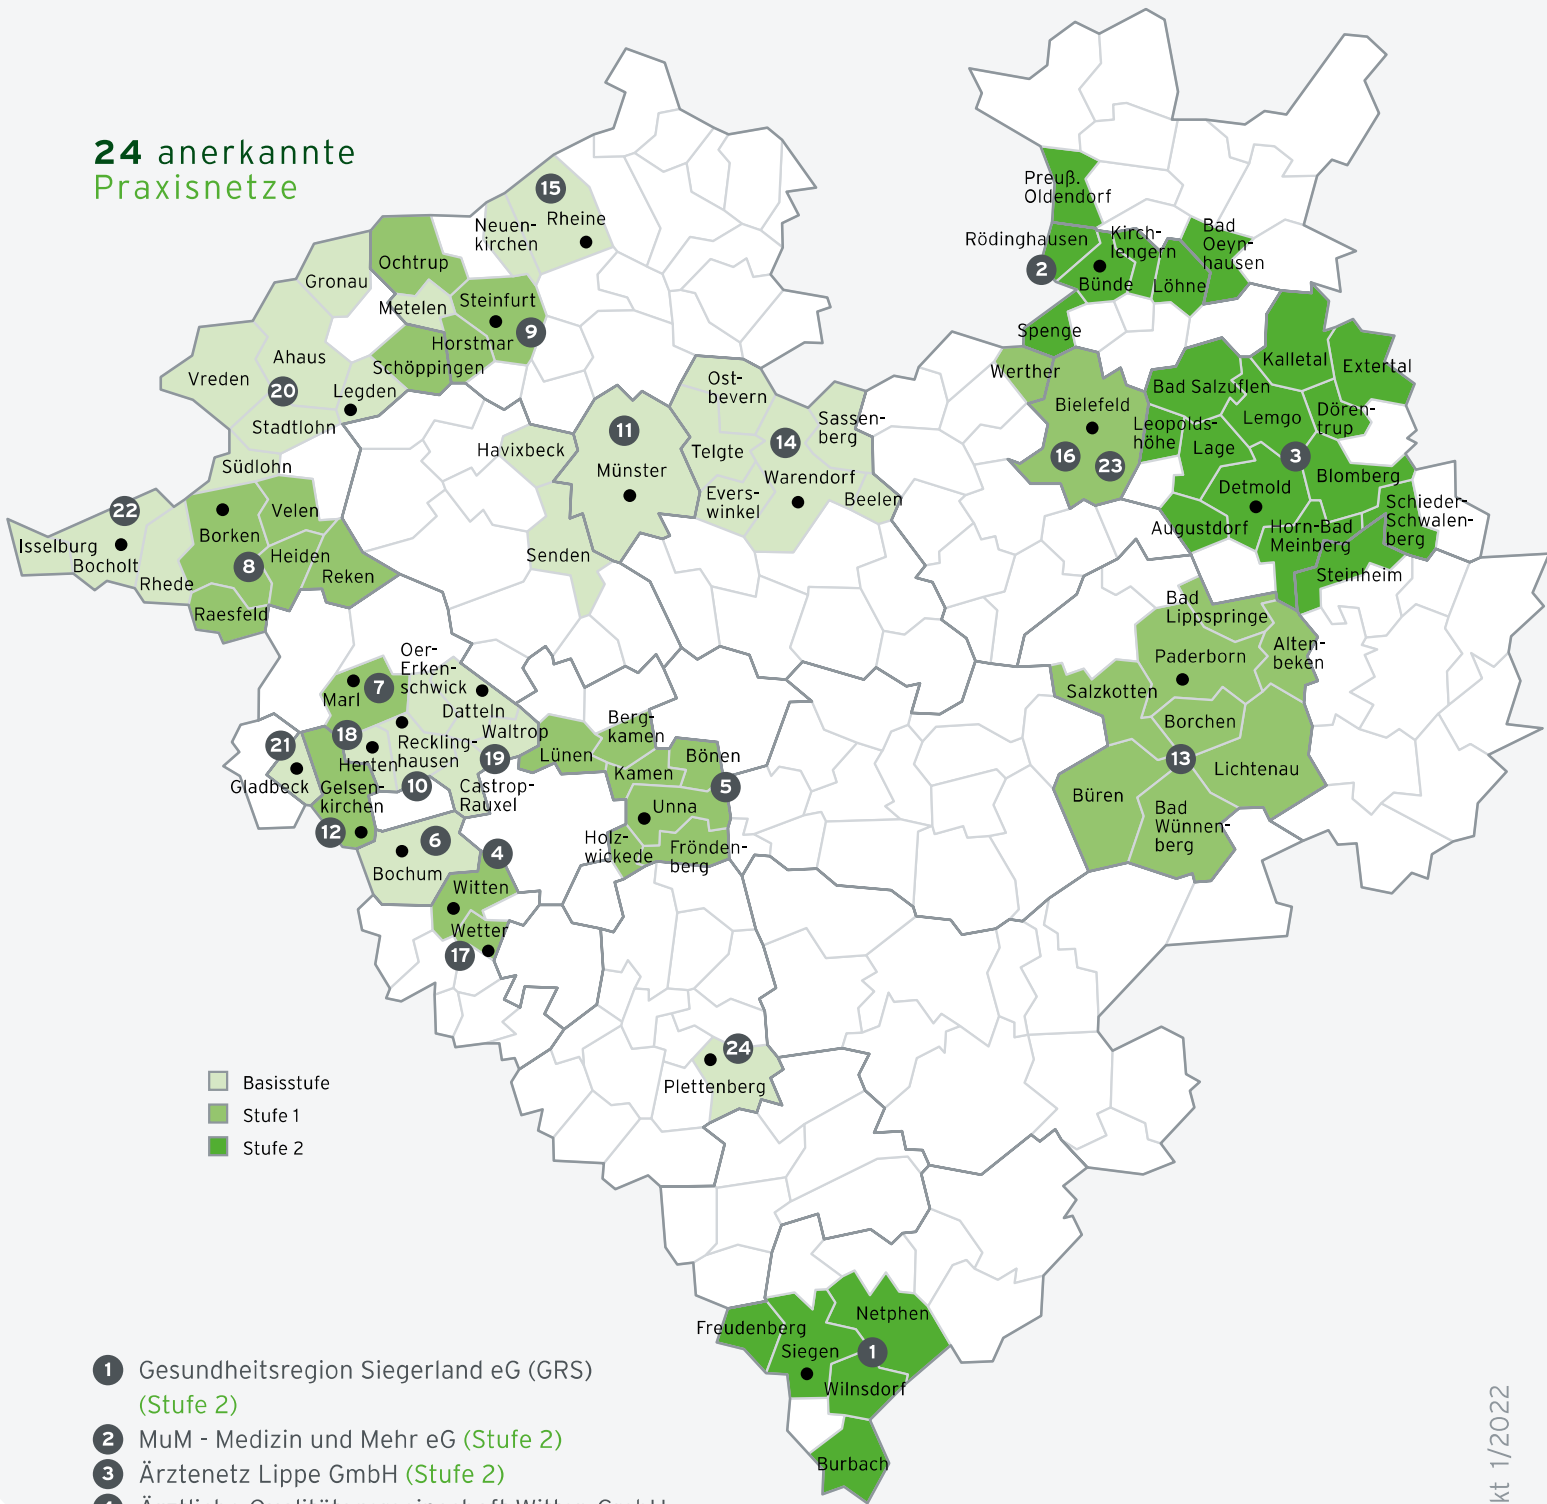 24 anerkannte
Praxisnetze
15
Rheine
Neuen-
kirchen
Ochtrup
Gronau
Metelen
Steinfurt
9
Horstmar
Schöppingen
Ahaus
Vreden
20
Legden
Stadtlohn
Südlohn
22
Isselburg
Bocholt
Rhede
Borken
Velen
8
Heiden
Reken
Raesfeld
Havixbeck
11
Münster
Senden
Ost-
bevern
Telgte
14
Sassen-
berg
Warendorf
Evers-
winkel
Beelen
Preuß.
Oldendorf
Rödinghausen
2
Kirch-
lengern
Bünde
Löhne
Bad
Oeyn-
hausen
Spenge
Werther
Bielefeld
16
23
Kalletal
Extertal
Bad Salzuflen
Lemgo
Dören-
trup
Leopolds-
höhe
Lage
3
Blomberg
Detmold
Augustdorf
Horn-Bad
Meinberg
Schieder-
Schwalen-
berg
Steinheim
Bad
Lippspringe
Paderborn
Alten-
beken
Salzkotten
Borchen
13
Lichtenau
Büren
Bad
Wünnen-
berg
Oer-
Erken-
schwick
Marl
7
Datteln
Waltrop
18
Reckling-
hausen
Herten
19
21
Gladbeck
Gelsen-
kirchen
10
Castrop-
Rauxel
12
6
Bochum
4
Witten
Wetter
17
Lünen
Berg-
kamen
Kamen
Bönen
5
Unna
Holz-
wickede
Frönden-
berg
24
Plettenberg
Basisstufe
Stufe 1
Stufe 2
Freudenberg
Siegen
Netphen
1
Wilnsdorf
Burbach
1 Gesundheitsregion Siegerland eG (GRS)
(Stufe 2)
2 MuM - Medizin und Mehr eG (Stufe 2)
3 Ärztenetz Lippe GmbH (Stufe 2)
1/2022